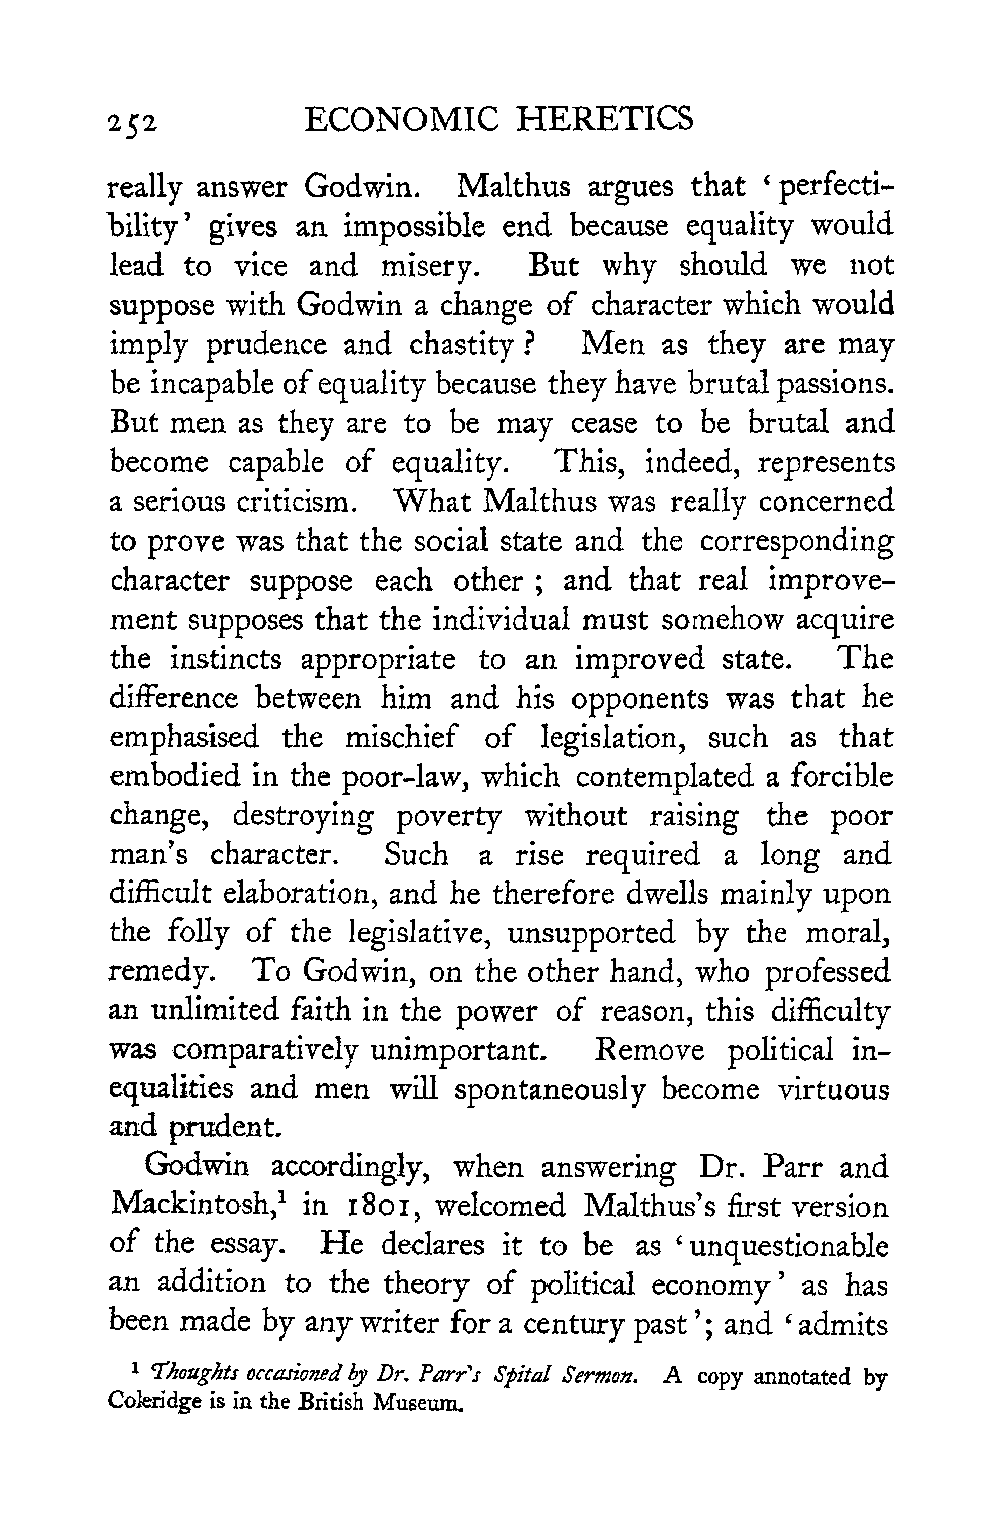 252 ECONOMIC HERETICS
really answer Godwin. Malthus argues that ‘perfecti-
bility’ gives an impossible end because equality would
lead to vice and misery. But why should we not
suppose with Godwin a change of character which would
imply prudence and chastity? Men as they are may
be incapable of equality because they have brutal passions.
But men as they are to be may cease to be brutal and
become capable of equality. This, indeed, represents
a serious criticism. What Malthus was really concerned
to prove was that the social state and the corresponding
character suppose each other; and that real improve-
ment supposes that the individual must somehow acquire
the instincts appropriate to an improved state. The
difference between him and his opponents was that he
emphasised the mischief of legislation, such as that
embodied in the poor-law, which contemplated a forcible
change, destroying poverty without raising the poor
man’s character. Such a rise required a long and
difficult elaboration, and he therefore dwells mainly upon
the folly of the legislative, unsupported by the moral,
remedy. To Godwin, on the other hand, who professed
an unlimited faith in the power of reason, this difficulty
was comparatively unimportant. Remove political in-
equalities and men will spontaneously become virtuous
and prudent.
Godwin accordingly, when answering Dr. Parr and
Mackintosh,¹ in 1801, welcomed Malthus’s first version
of the essay. He declares it to be as ‘unquestionable
an addition to the theory of political economy’ as has
been made by any writer for a century past’; and ‘admits
¹ Thoughts occasioned by Dr. Parr’s Spital Sermon. A copy annotated by
Coleridge is in the British Museum.